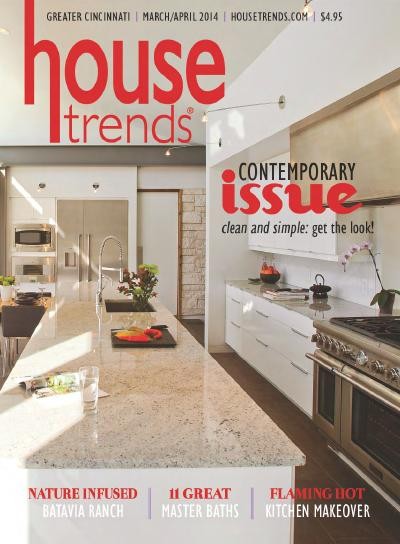 GREATER CINCINNATI | MARCH/APRIL 2014 | HOUSETRENDS.COM | $4.95
house
trends®
CONTEMPORARY
issue
clean and simple: get the look!
NATURE INFUSED
BATAVIA RANCH
11 GREAT
MASTER BATHS
FLAMING HOT
KITCHEN MAKEOVER